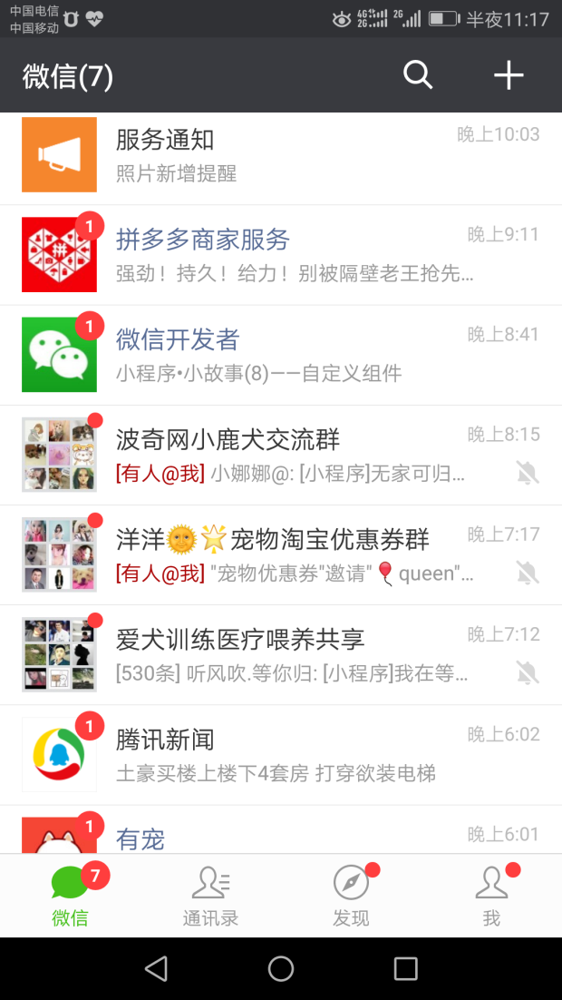 中国电信
中国移动
4G 2G 2G 半夜11:17
微信(7)
服务通知 晚上10:03
照片新增提醒
1
拼 拼多多商家服务 晚上9:11
强劲！持久！给力！别被隔壁老王抢先...
1
微信开发者 晚上8:41
小程序•小故事(8)——自定义组件
波奇网小鹿犬交流群 晚上8:15
[有人@我] 小娜娜@: [小程序]无家可归...
洋洋🌞🌟宠物淘宝优惠券群 晚上7:17
[有人@我] "宠物优惠券"邀请"🎈queen"...
爱犬训练医疗喂养共享 晚上7:12
[530条] 听风吹.等你归: [小程序]我在等...
1
腾讯新闻 晚上6:02
土豪买楼上楼下4套房 打穿欲装电梯
1
有宠 晚上6:01
7
微信 通讯录 发现 我